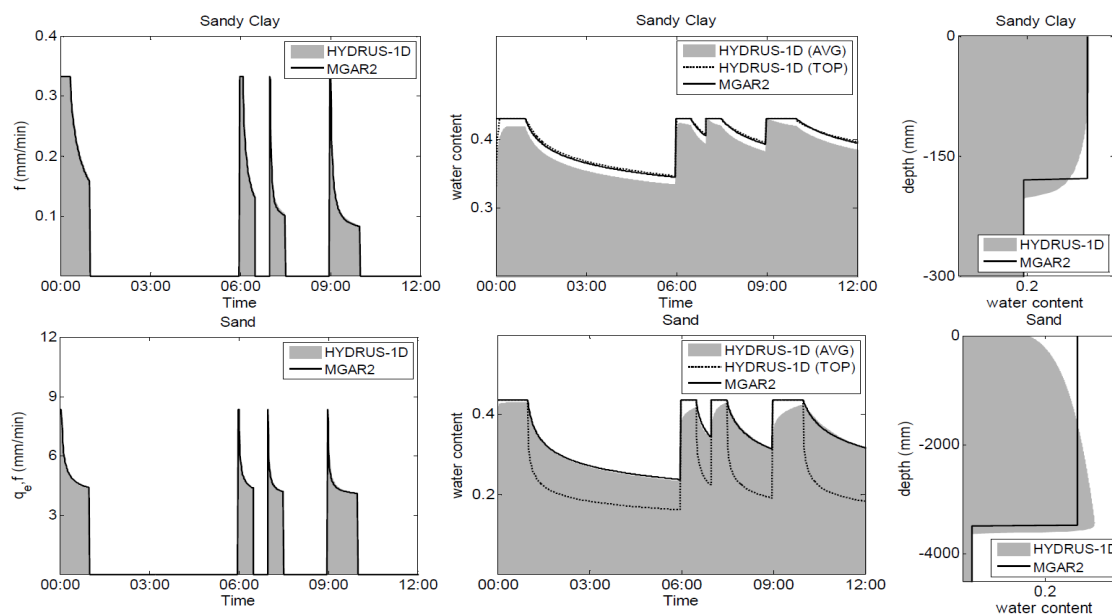 Sandy Clay
0.4
0.3
0.2
0.1
f (mm/min)
HYDRUS-1D
MGAR2
00:00 03:00 06:00 09:00 12:00
Time
Sandy Clay
0.4
0.3
water content
HYDRUS-1D (AVG)
HYDRUS-1D (TOP)
MGAR2
00:00 03:00 06:00 09:00 12:00
Time
Sandy Clay
0
-150
-300
depth (mm)
HYDRUS-1D
MGAR2
0.2
water content
Sand
12
9
6
3
qe,f (mm/min)
HYDRUS-1D
MGAR2
00:00 03:00 06:00 09:00 12:00
Time
Sand
0.4
0.2
water content
HYDRUS-1D (AVG)
HYDRUS-1D (TOP)
MGAR2
00:00 03:00 06:00 09:00 12:00
Time
Sand
0
-2000
-4000
depth (mm)
HYDRUS-1D
MGAR2
0.2
water content